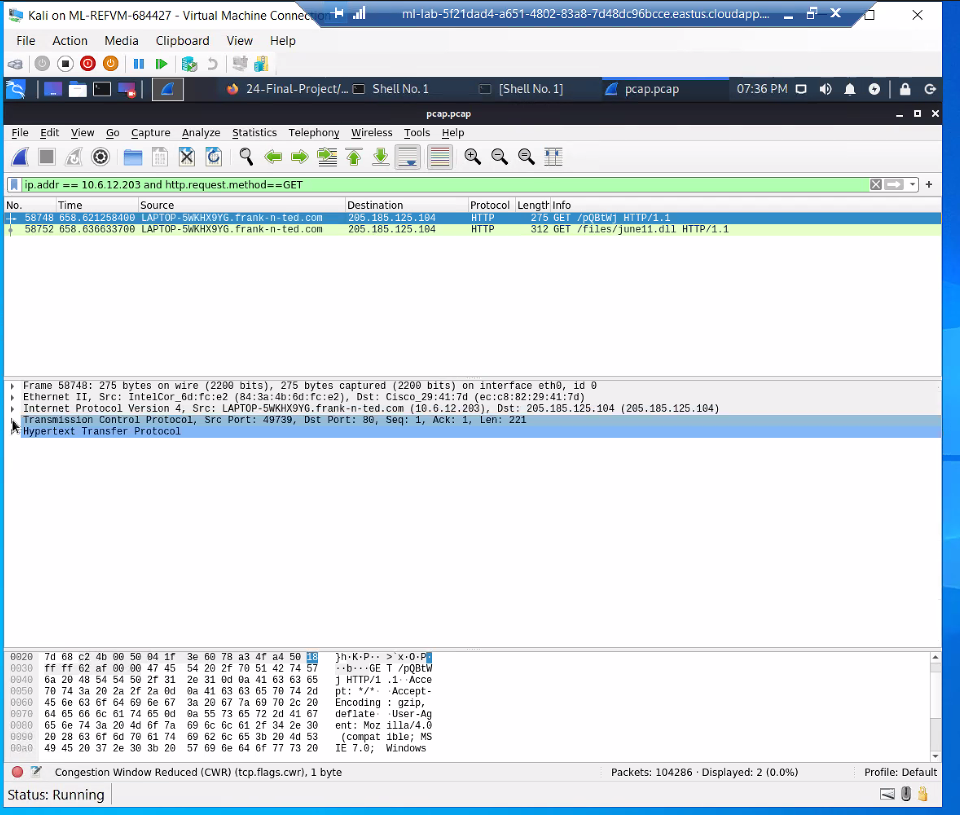 Kali on ML-REFVM-684427 - Virtual Machine Connection
ml-lab-5f21dad4-a651-4802-83a8-7d48dc96bcce.eastus.cloudapp....
File Action Media Clipboard View Help
24-Final-Project/... Shell No. 1 [Shell No. 1] pcap.pcap 07:36 PM
pcap.pcap
File Edit View Go Capture Analyze Statistics Telephony Wireless Tools Help
ip.addr == 10.6.12.203 and http.request.method==GET
No. Time Source Destination Protocol Length Info
58748 658.621258400 LAPTOP-5WKHX9YG.frank-n-ted.com 205.185.125.104 HTTP 275 GET /pQBtWj HTTP/1.1
58752 658.636633700 LAPTOP-5WKHX9YG.frank-n-ted.com 205.185.125.104 HTTP 312 GET /files/june11.dll HTTP/1.1
Frame 58748: 275 bytes on wire (2200 bits), 275 bytes captured (2200 bits) on interface eth0, id 0
Ethernet II, Src: IntelCor_6d:fc:e2 (84:3a:4b:6d:fc:e2), Dst: Cisco_29:41:7d (ec:c8:82:29:41:7d)
Internet Protocol Version 4, Src: LAPTOP-5WKHX9YG.frank-n-ted.com (10.6.12.203), Dst: 205.185.125.104 (205.185.125.104)
Transmission Control Protocol, Src Port: 49739, Dst Port: 80, Seq: 1, Ack: 1, Len: 221
Hypertext Transfer Protocol
0020 7d 68 c2 4b 00 50 04 1f 3e 60 78 a3 4f a4 50 18 }h·K·P·· >`x·O·P·
0030 ff ff 62 af 00 00 47 45 54 20 2f 70 51 42 74 57 ··b···GE T /pQBtW
0040 6a 20 48 54 54 50 2f 31 2e 31 0d 0a 41 63 63 65 j HTTP/1 .1··Acce
0050 70 74 3a 20 2a 2f 2a 0d 0a 41 63 63 65 70 74 2d pt: */*· ·Accept-
0060 45 6e 63 6f 64 69 6e 67 3a 20 67 7a 69 70 2c 20 Encoding : gzip,
0070 64 65 66 6c 61 74 65 0d 0a 55 73 65 72 2d 41 67 deflate· ·User-Ag
0080 65 6e 74 3a 20 4d 6f 7a 69 6c 6c 61 2f 34 2e 30 ent: Moz illa/4.0
0090 20 28 63 6f 6d 70 61 74 69 62 6c 65 3b 20 4d 53 (compat ible; MS
00a0 49 45 20 37 2e 30 3b 20 57 69 6e 64 6f 77 73 20 IE 7.0; Windows
Congestion Window Reduced (CWR) (tcp.flags.cwr), 1 byte Packets: 104286 · Displayed: 2 (0.0%) Profile: Default
Status: Running